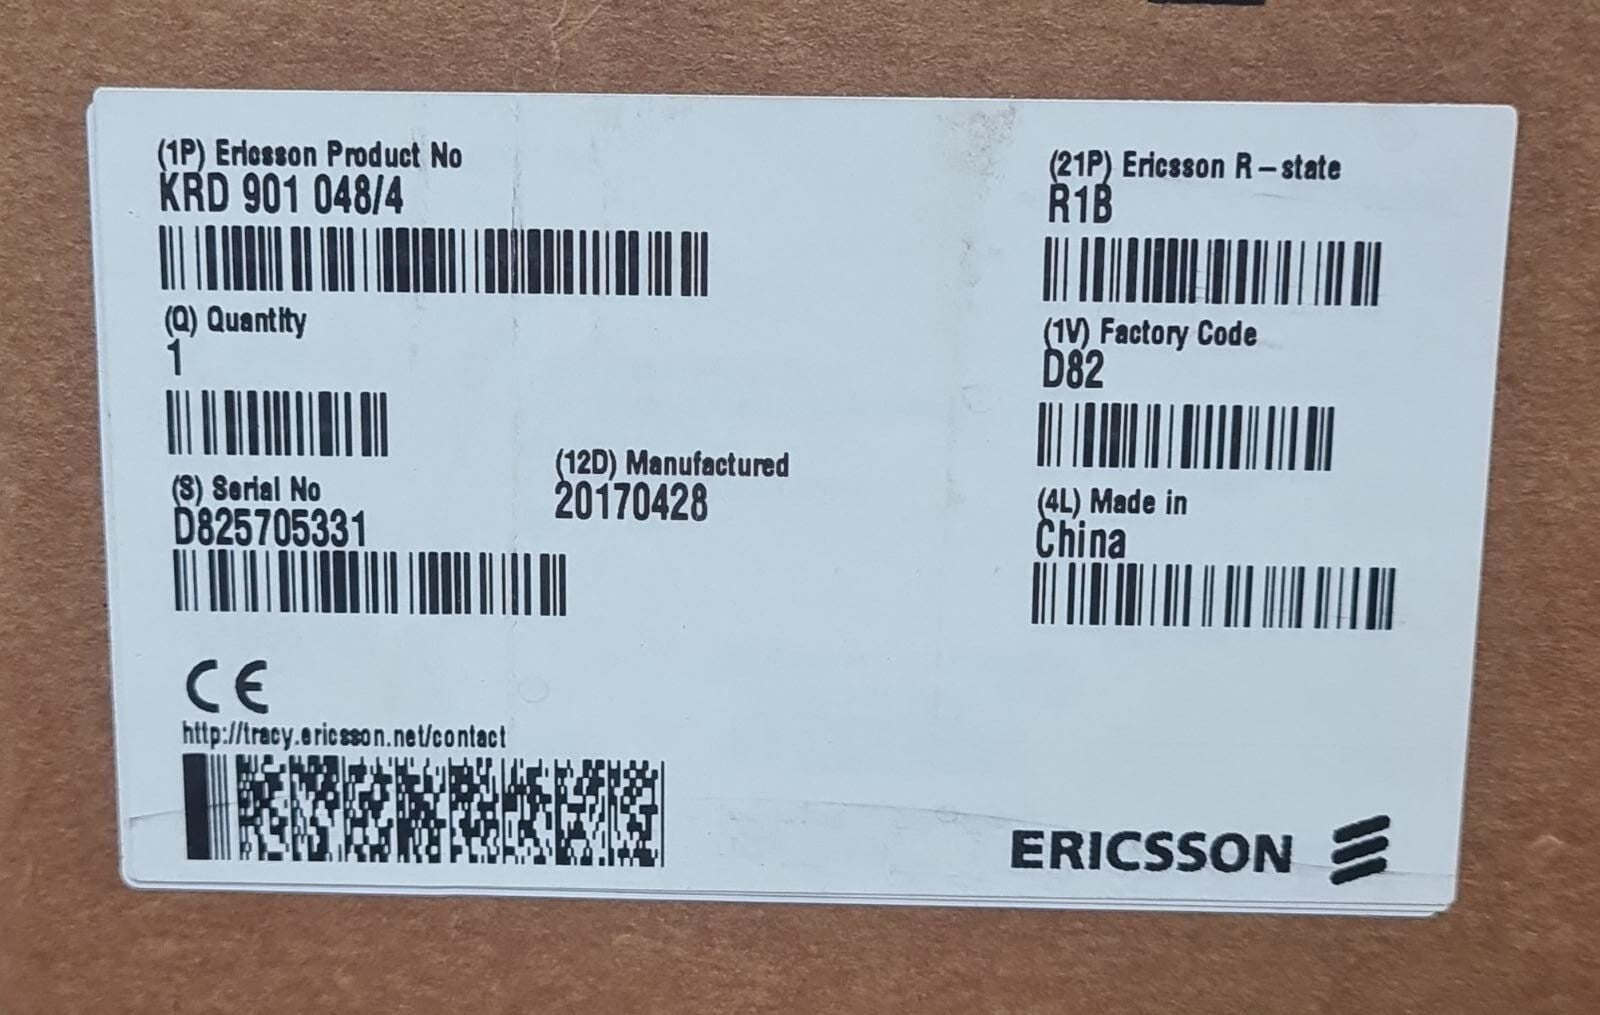 (1P) Ericsson Product No
KRD 901 048/4
(21P) Ericsson R-state
R1B
(Q) Quantity
1
(1V) Factory Code
D82
(S) Serial No
D825705331
(12D) Manufactured
20170428
(4L) Made in
China
CE
http://tracy.ericsson.net/contact
ERICSSON